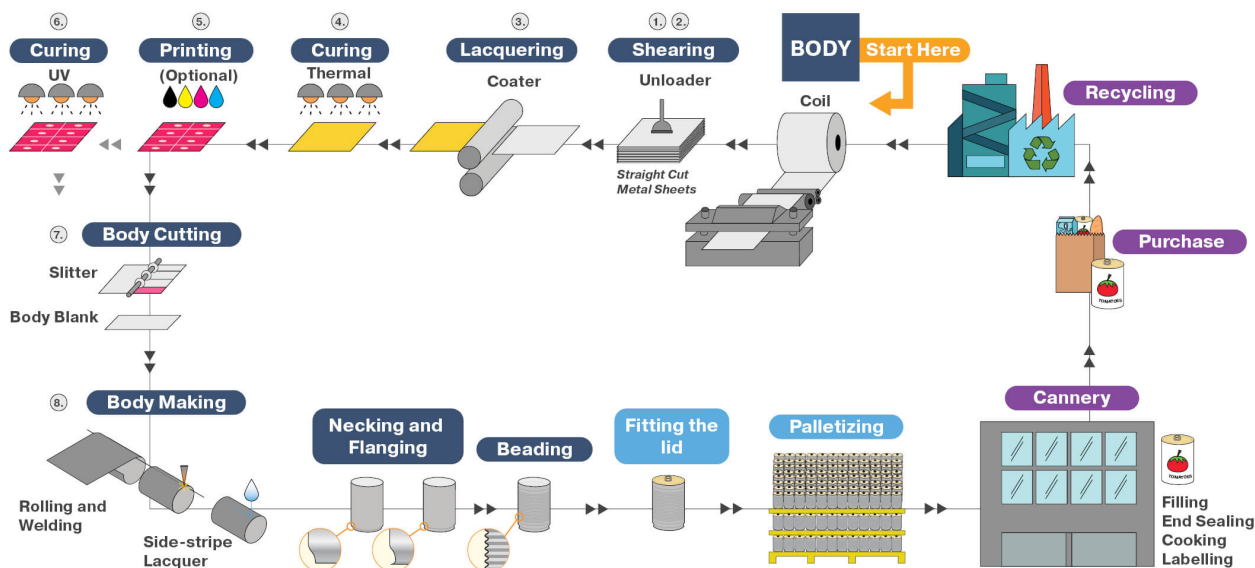 6.
Curing
UV
5.
Printing
(Optional)
4.
Curing
Thermal
3.
Lacquering
Coater
1. 2.
Shearing
Unloader
Straight Cut
Metal Sheets
BODY
Start Here
Coil
Recycling
Purchase
TOMATOES
7.
Body Cutting
Slitter
Body Blank
8.
Body Making
Rolling and
Welding
Side-stripe
Lacquer
Necking and
Flanging
Beading
Fitting the
lid
Palletizing
Cannery
TOMATOES
Filling
End Sealing
Cooking
Labelling